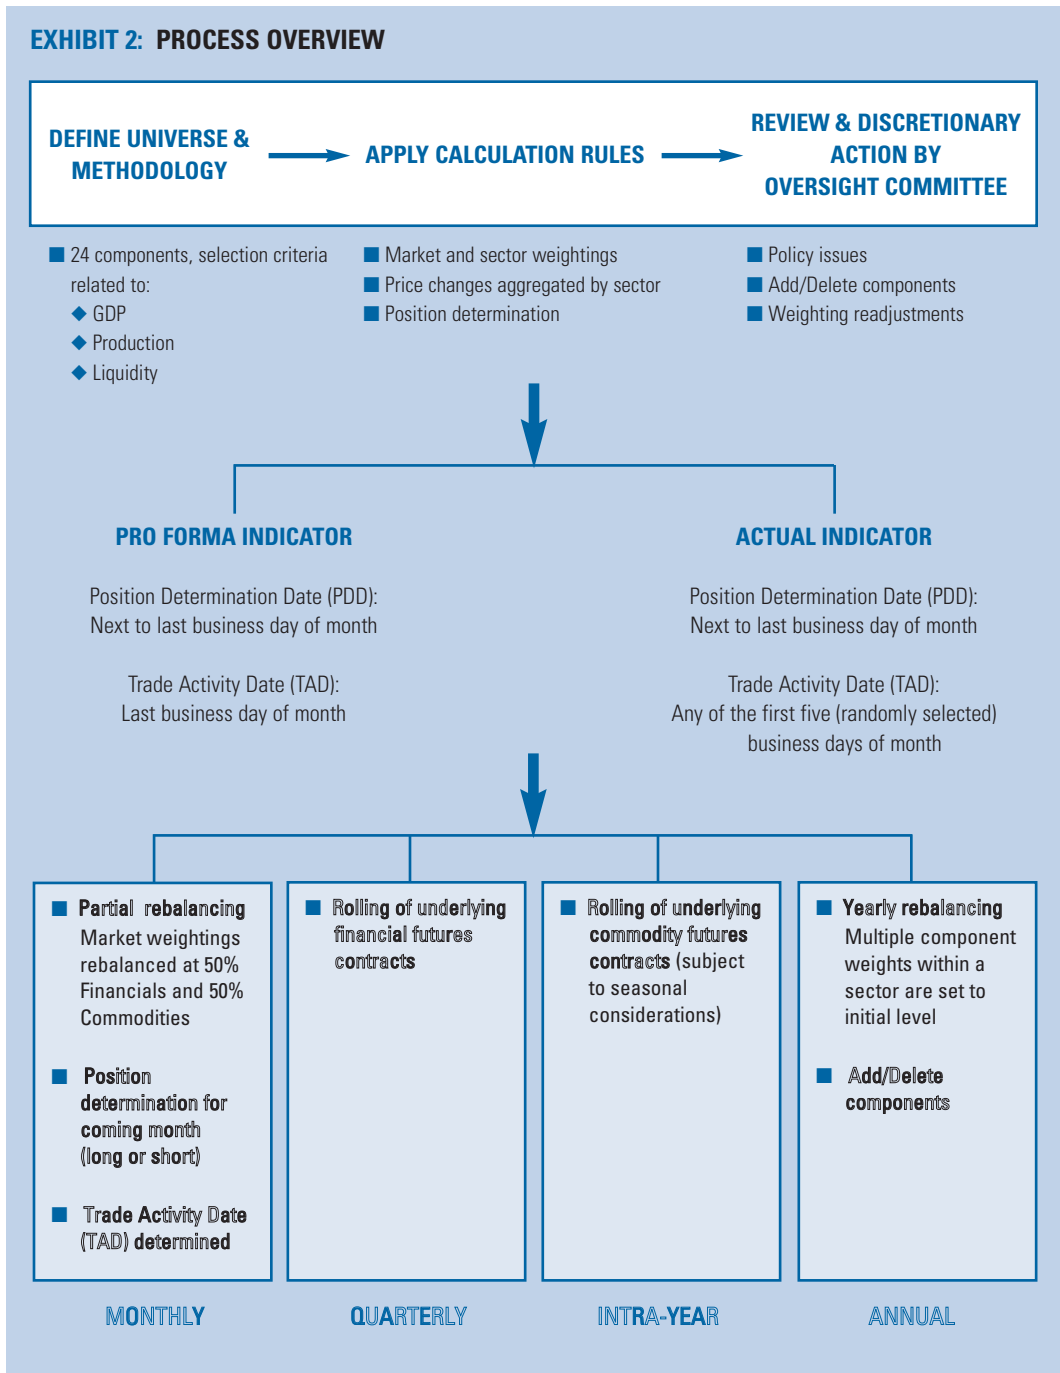 EXHIBIT 2: PROCESS OVERVIEW
DEFINE UNIVERSE &
METHODOLOGY
APPLY CALCULATION RULES
REVIEW & DISCRETIONARY
ACTION BY
OVERSIGHT COMMITTEE
24 components, selection criteria
related to:
GDP
Production
Liquidity
Market and sector weightings
Price changes aggregated by sector
Position determination
Policy issues
Add/Delete components
Weighting readjustments
PRO FORMA INDICATOR
Position Determination Date (PDD):
Next to last business day of month
Trade Activity Date (TAD):
Last business day of month
ACTUAL INDICATOR
Position Determination Date (PDD):
Next to last business day of month
Trade Activity Date (TAD):
Any of the first five (randomly selected)
business days of month
Partial rebalancing
Market weightings
rebalanced at 50%
Financials and 50%
Commodities
Position
determination for
coming month
(long or short)
Trade Activity Date
(TAD) determined
MONTHLY
Rolling of underlying
financial futures
contracts
QUARTERLY
Rolling of underlying
commodity futures
contracts (subject
to seasonal
considerations)
INTRA-YEAR
Yearly rebalancing
Multiple component
weights within a
sector are set to
initial level
Add/Delete
components
ANNUAL